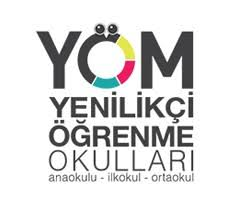 YÖM
YENİLİKÇİ
ÖĞRENME
OKULLARI
anaokulu - ilkokul - ortaokul